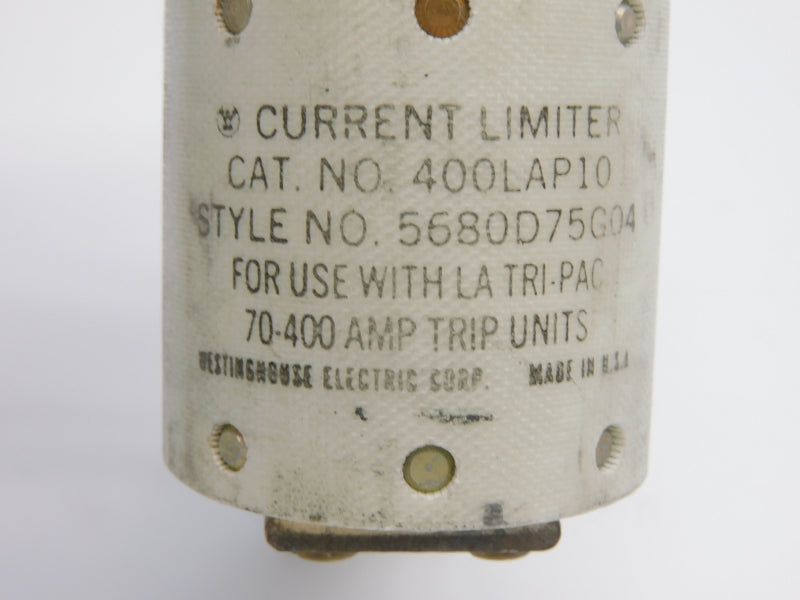 CURRENT LIMITER
CAT. NO. 400LAP10
STYLE NO. 5680D75G04
FOR USE WITH LA TRI-PAC
70-400 AMP TRIP UNITS
WESTINGHOUSE ELECTRIC CORP. MADE IN U.S.A